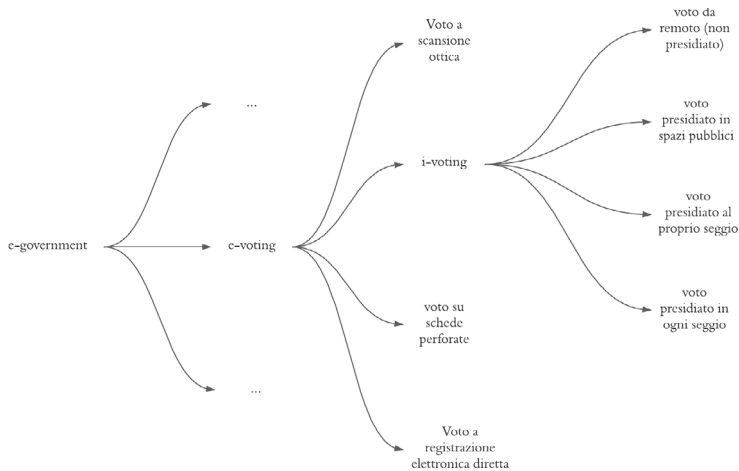 e-government
...
e-voting
...
Voto a
scansione
ottica
i-voting
voto su
schede
perforate
Voto a
registrazione
elettronica diretta
voto da
remoto (non
presidiato)
voto
presidiato in
spazi pubblici
voto
presidiato al
proprio seggio
voto
presidiato in
ogni seggio